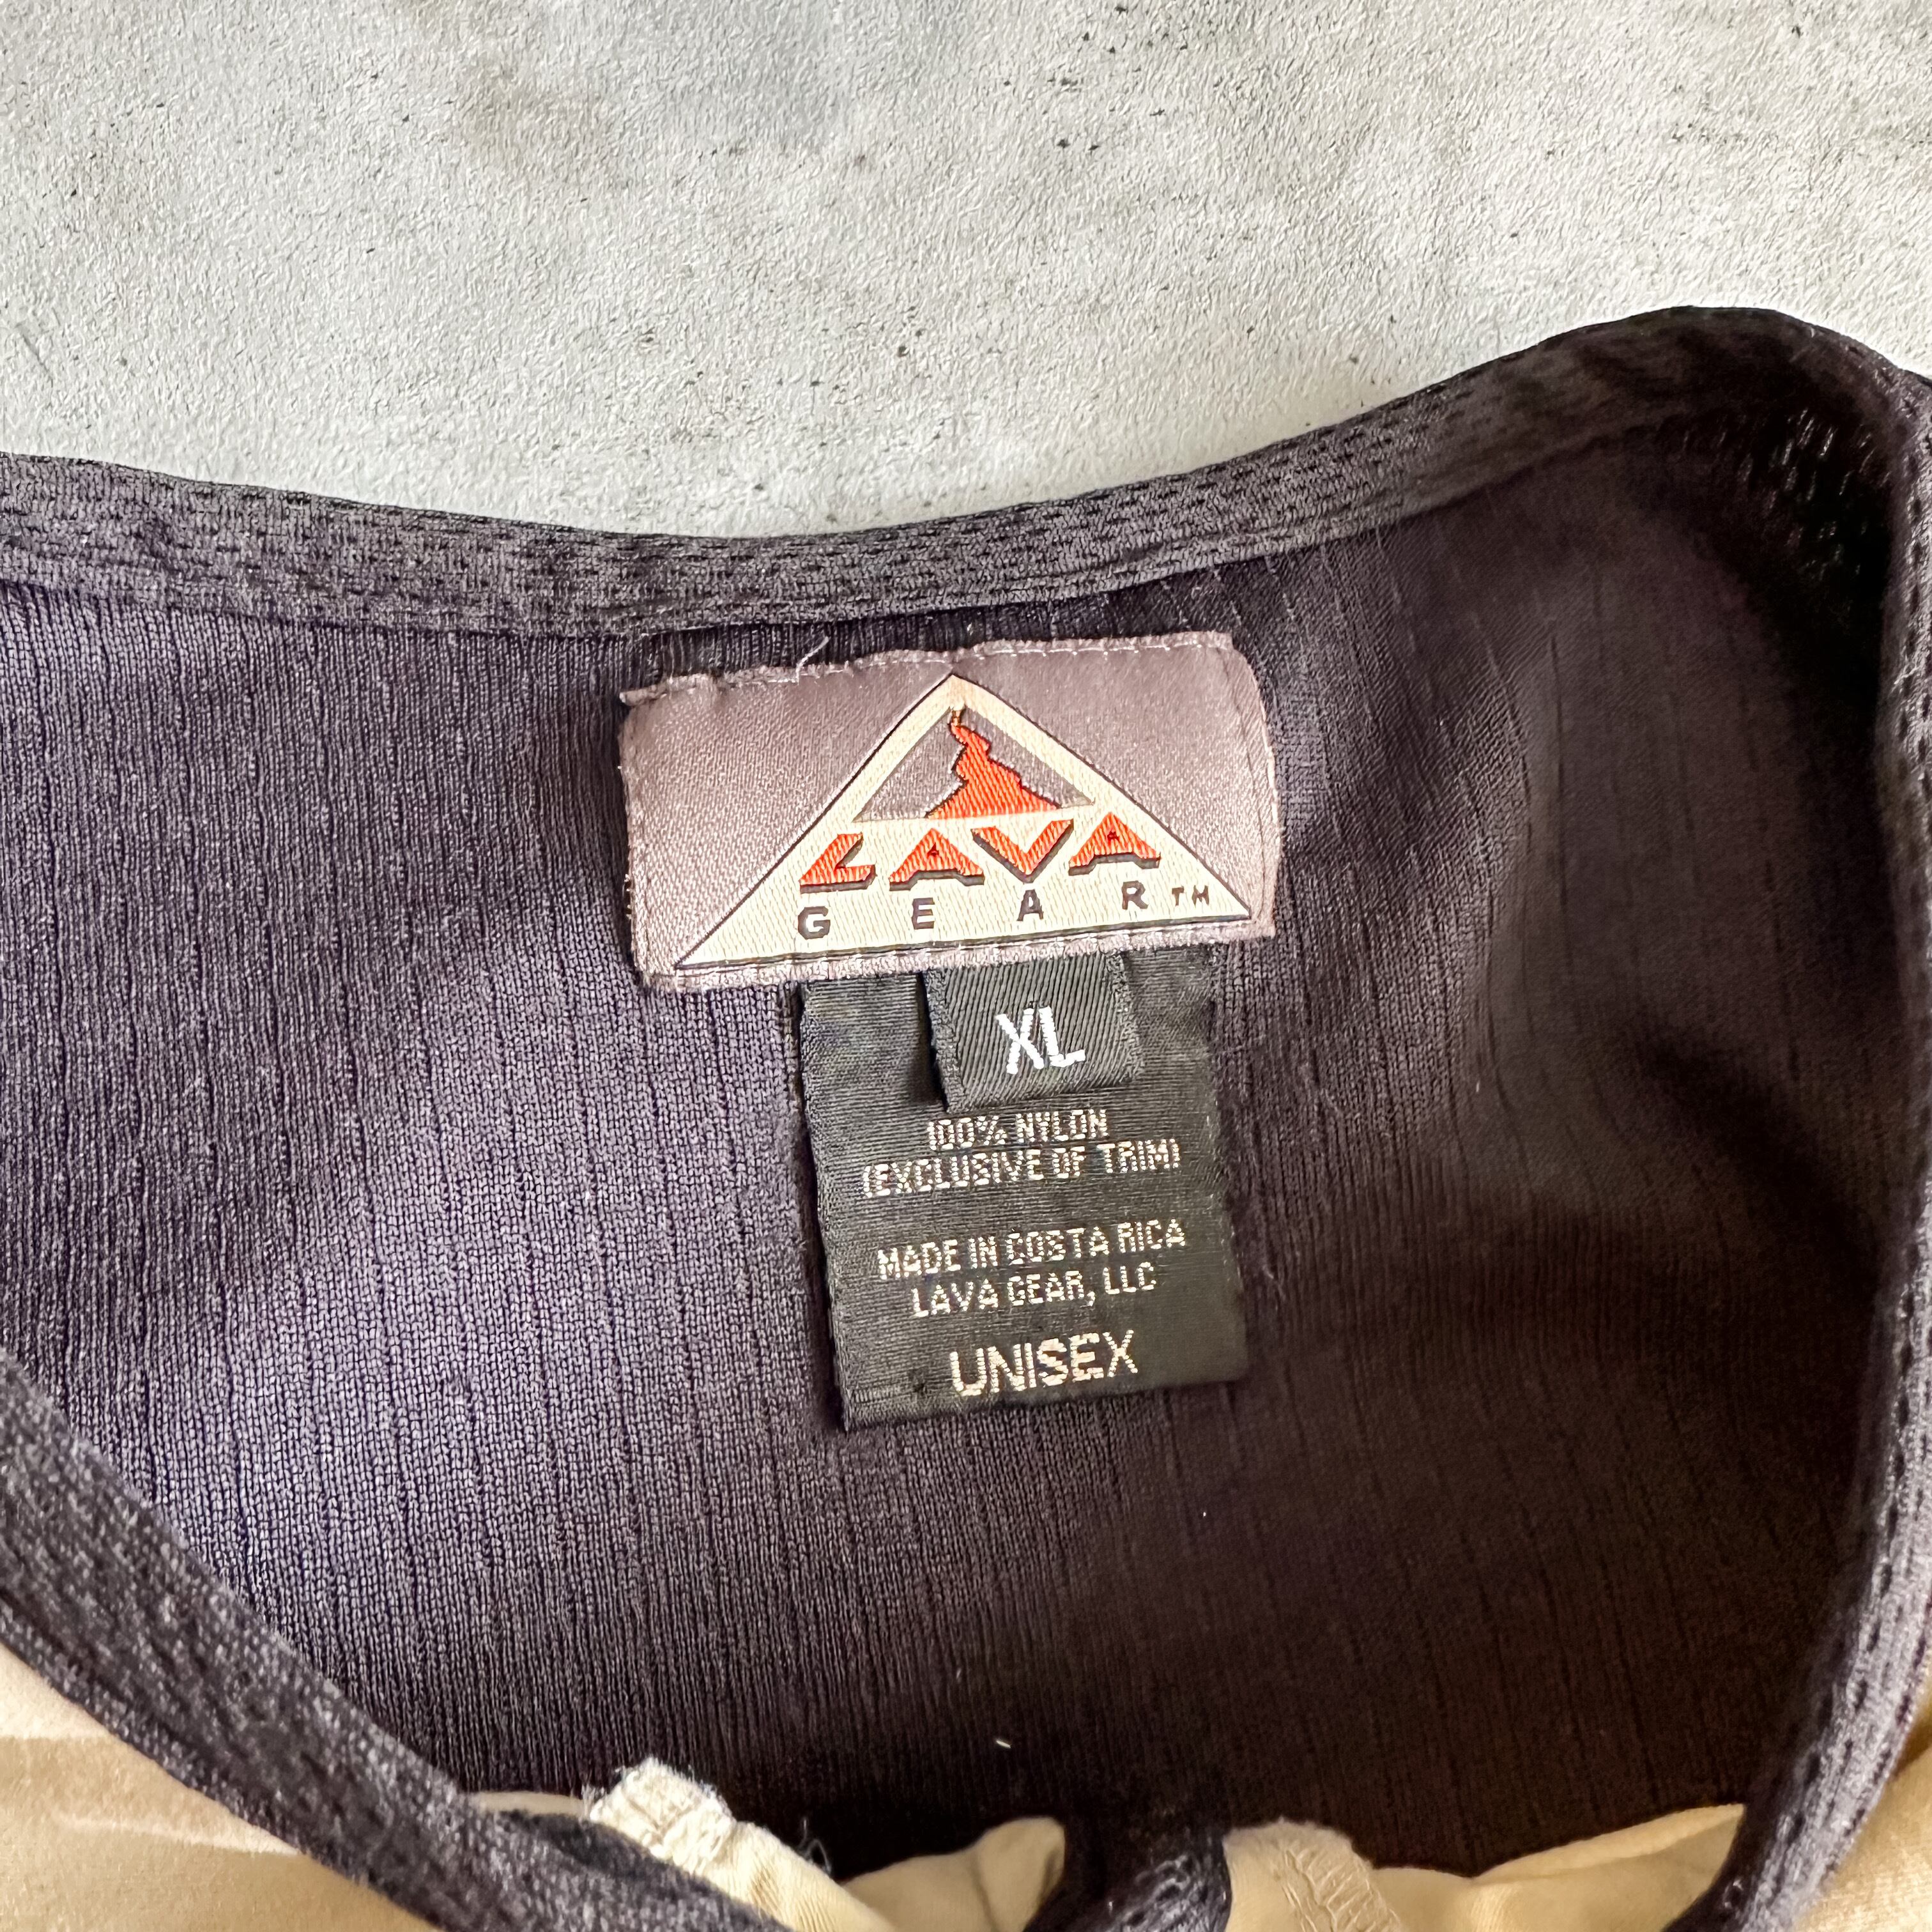 LAVA
GEAR™
XL
100% NYLON
(EXCLUSIVE OF TRIM)
MADE IN COSTA RICA
LAVA GEAR, LLC
UNISEX